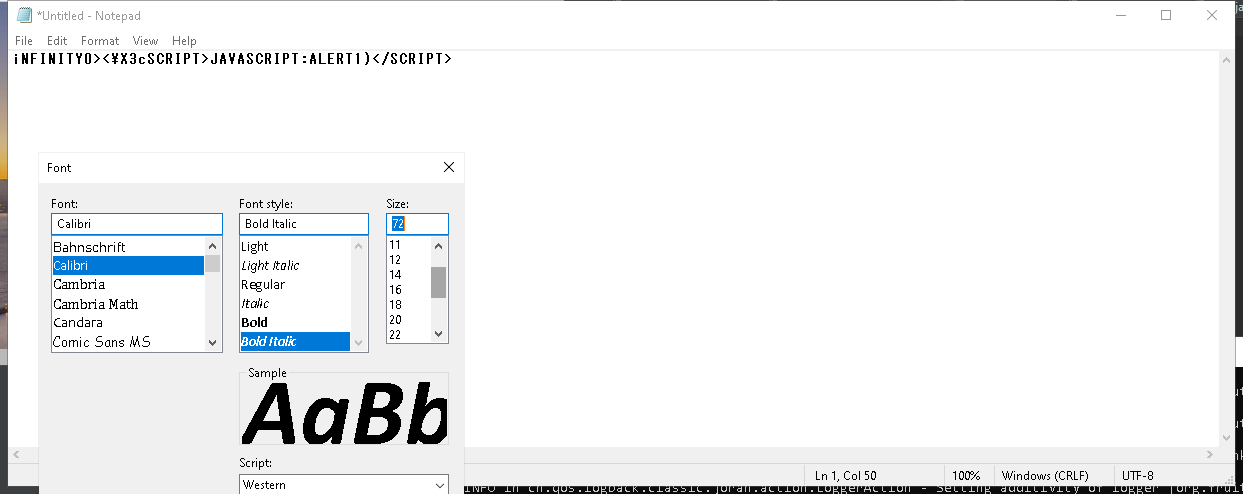 *Untitled - Notepad
File Edit Format View Help
iNFINITYO><¥X3cSCRIPT>JAVASCRIPT:ALERT1)</SCRIPT>
Font
Font: Font style: Size:
Calibri Bold Italic 72
Bahnschrift
Calibri
Cambria
Cambria Math
Candara
Comic Sans MS
Light
Light Italic
Regular
Italic
Bold
Bold Italic
11
12
14
16
18
20
22
Sample
AaBb
Script:
Western
Ln 1, Col 50 100% Windows (CRLF) UTF-8
INFO in ch.qos.logback.classic.joran.action.LoggerAction - Setting additivity of logger